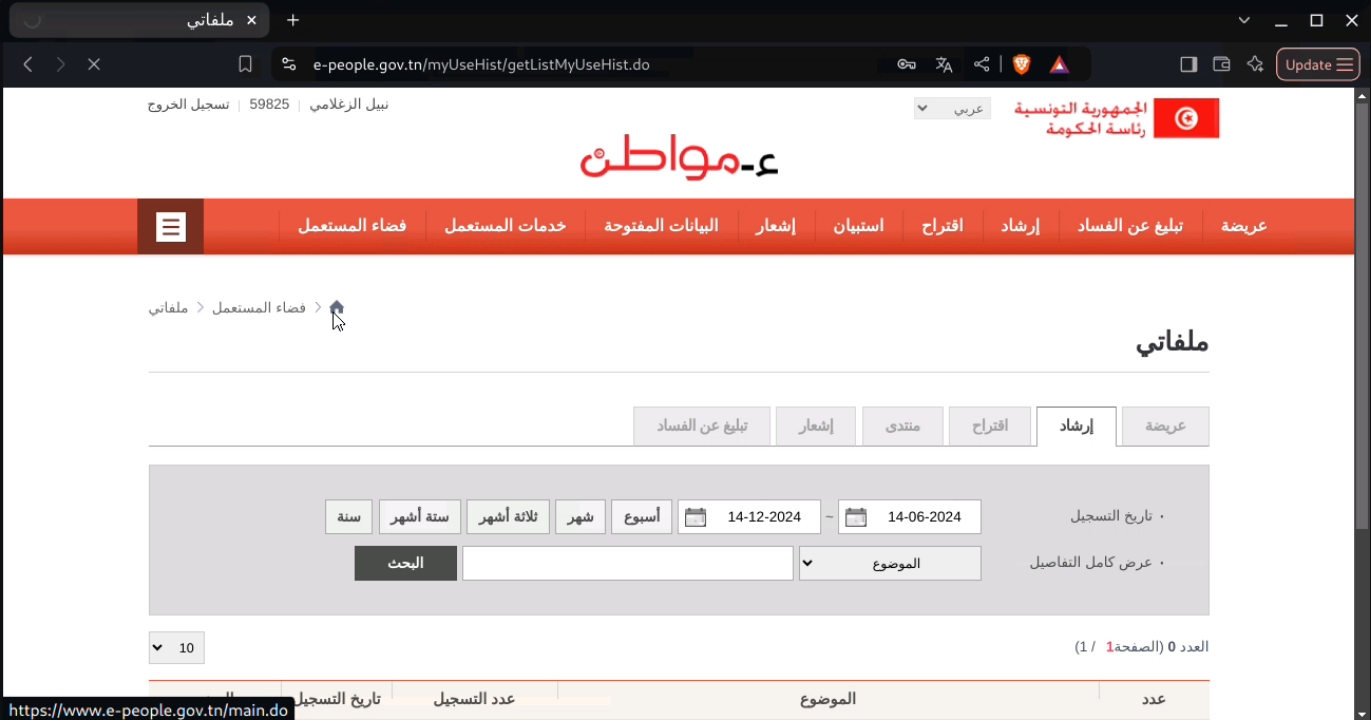 ملفاتي
e-people.gov.tn/myUseHist/getListMyUseHist.do
Update
نبيل الزغلامي | 59825 | تسجيل الخروج
عربي
الجمهورية التونسية
رئاسة الحكومة
ع-مواطن
عريضة
تبليغ عن الفساد
إرشاد
اقتراح
استبيان
إشعار
البيانات المفتوحة
خدمات المستعمل
فضاء المستعمل
فضاء المستعمل
ملفاتي
ملفاتي
عريضة
إرشاد
اقتراح
منتدى
إشعار
تبليغ عن الفساد
· تاريخ التسجيل
14-06-2024 ~ 14-12-2024
أسبوع
شهر
ثلاثة أشهر
ستة أشهر
سنة
· عرض كامل التفاصيل
الموضوع
البحث
العدد 0 (الصفحة1 / 1)
10
عدد
الموضوع
عدد التسجيل
تاريخ التسجيل
https://www.e-people.gov.tn/main.do